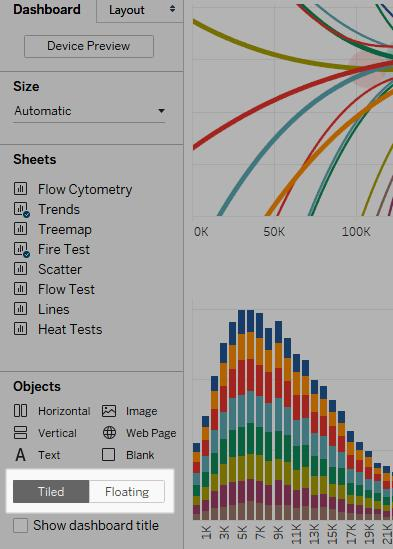 Dashboard Layout
Device Preview
Size
Automatic
Sheets
Flow Cytometry
Trends
Treemap
Fire Test
Scatter
Flow Test
Lines
Heat Tests
Objects
Horizontal Image
Vertical Web Page
A Text Blank
Tiled Floating
Show dashboard title
0K 50K 100K
1K 3K 5K 7K 9K 11K 13K 15K 17K 19K 21K